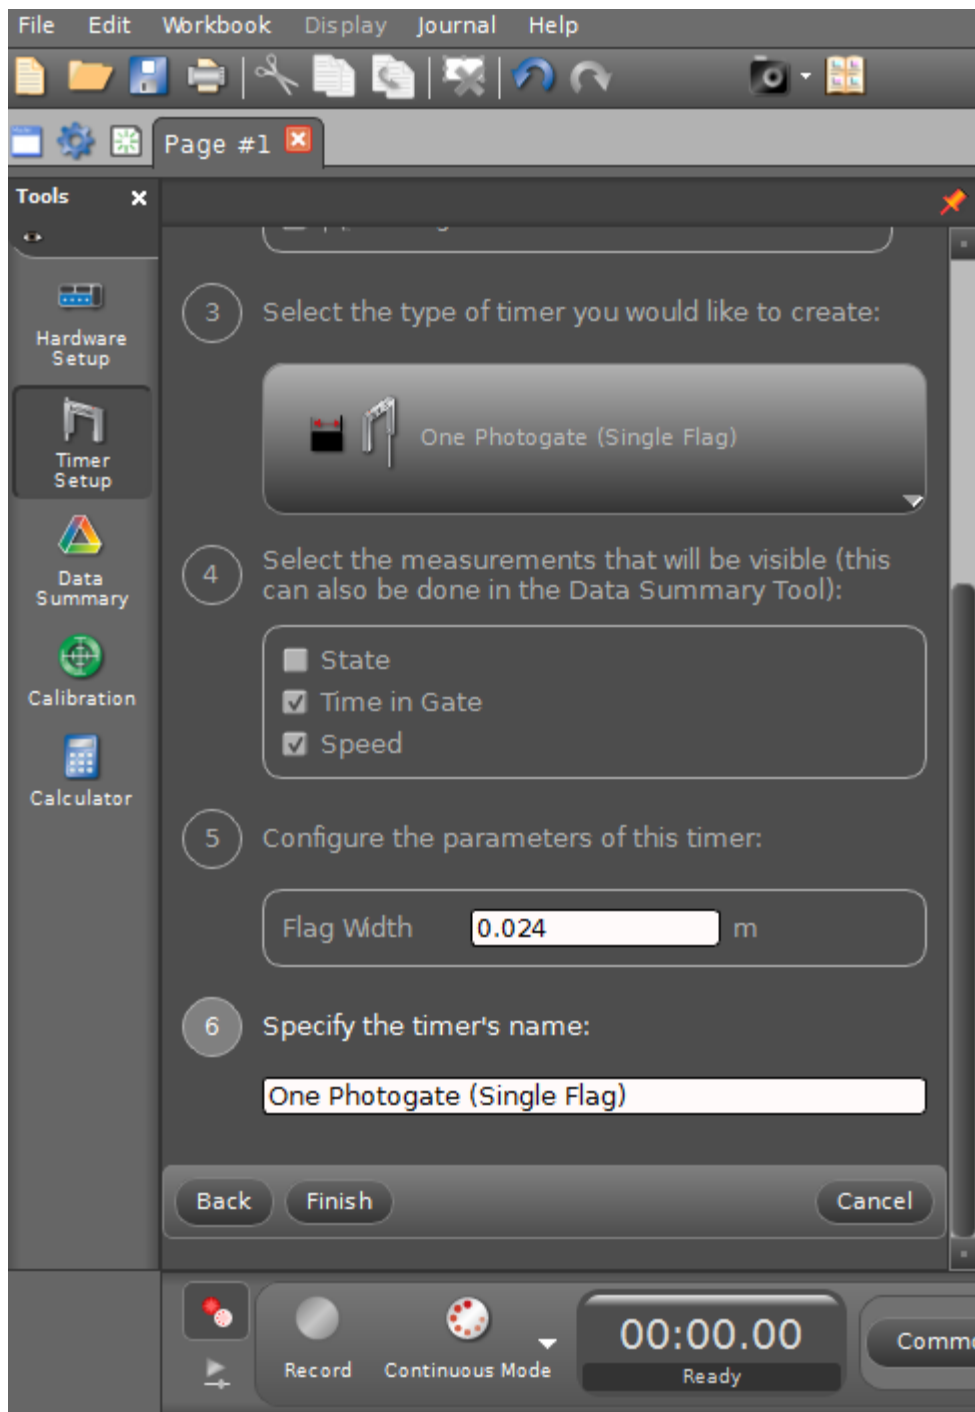 File Edit Workbook Display Journal Help
Page #1
Tools
Hardware
Setup
Timer
Setup
Data
Summary
Calibration
Calculator
3 Select the type of timer you would like to create:
One Photogate (Single Flag)
4 Select the measurements that will be visible (this
can also be done in the Data Summary Tool):
State
Time in Gate
Speed
5 Configure the parameters of this timer:
Flag Width 0.024 m
6 Specify the timer's name:
One Photogate (Single Flag)
Back Finish Cancel
Record Continuous Mode
00:00.00
Ready